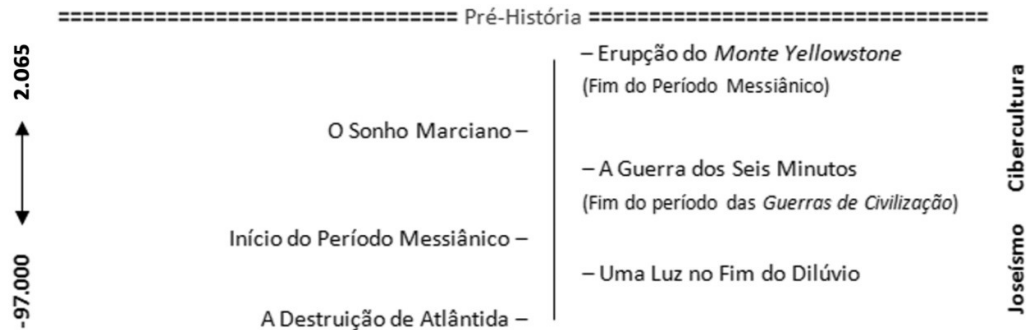 ============================== Pré-História ==============================
– Erupção do Monte Yellowstone
(Fim do Período Messiânico)
O Sonho Marciano –
– A Guerra dos Seis Minutos
(Fim do período das Guerras de Civilização)
Início do Período Messiânico –
– Uma Luz no Fim do Dilúvio
A Destruição de Atlântida –
-97.000
2.065
Joseísmo
Cibercultura